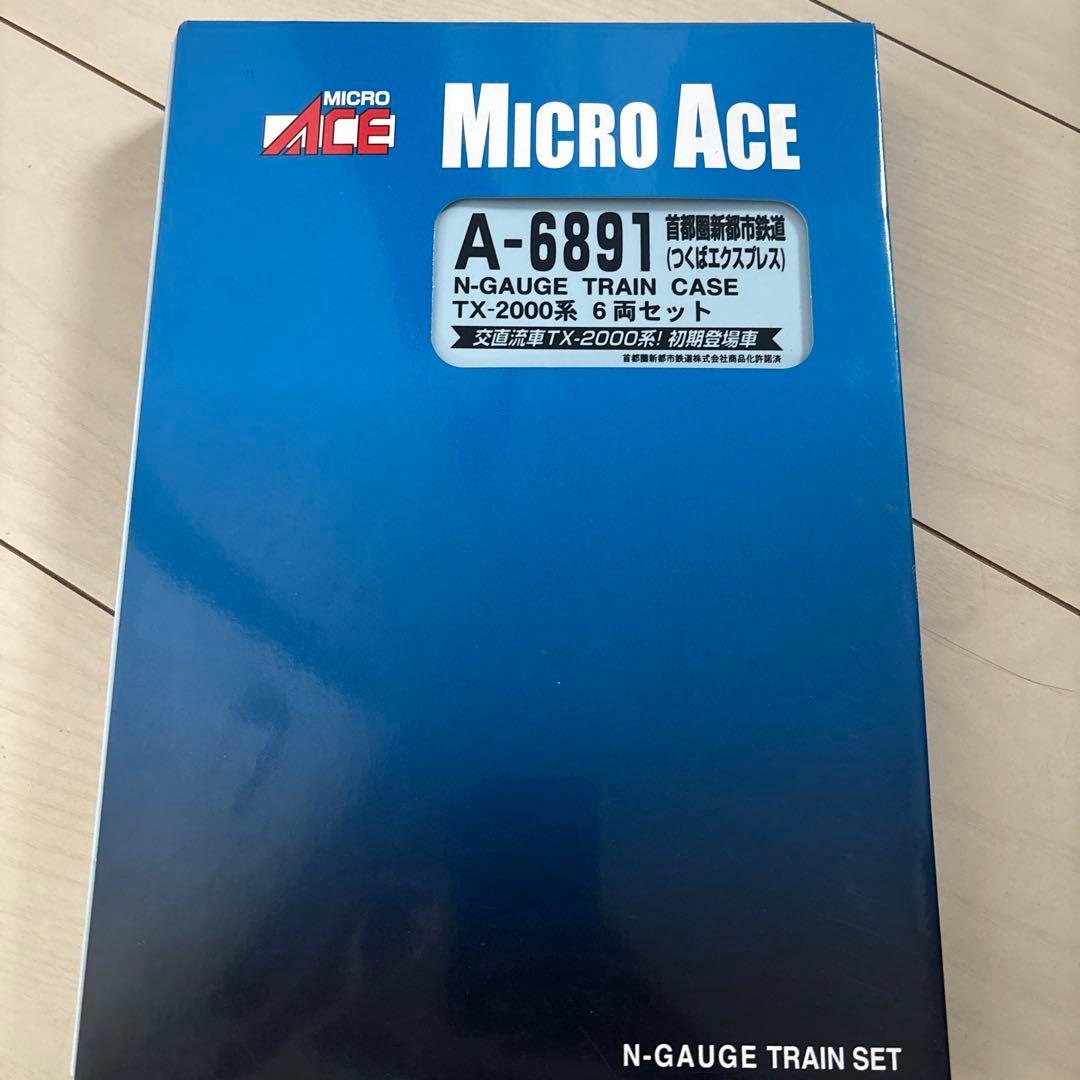 MICRO
ACE
MICRO ACE
A-6891 首都圏新都市鉄道
(つくばエクスプレス)
N-GAUGE TRAIN CASE
TX-2000系 6両セット
交直流車TX-2000系! 初期登場車
首都圏新都市鉄道株式会社商品化許諾済
N-GAUGE TRAIN SET